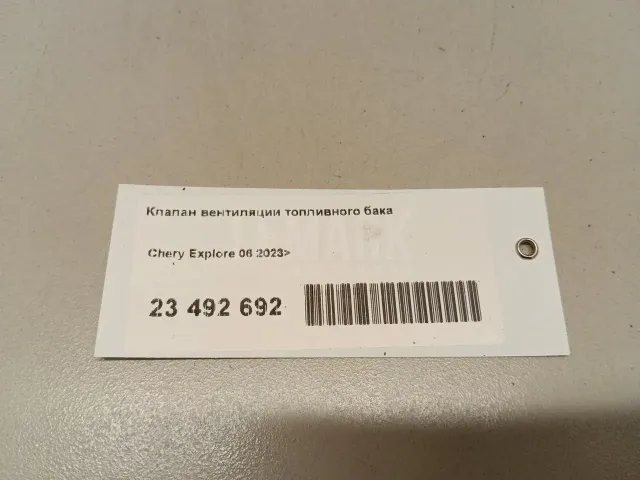 Клапан вентиляции топливного бака
Chery Explore 06 2023>
23 492 692